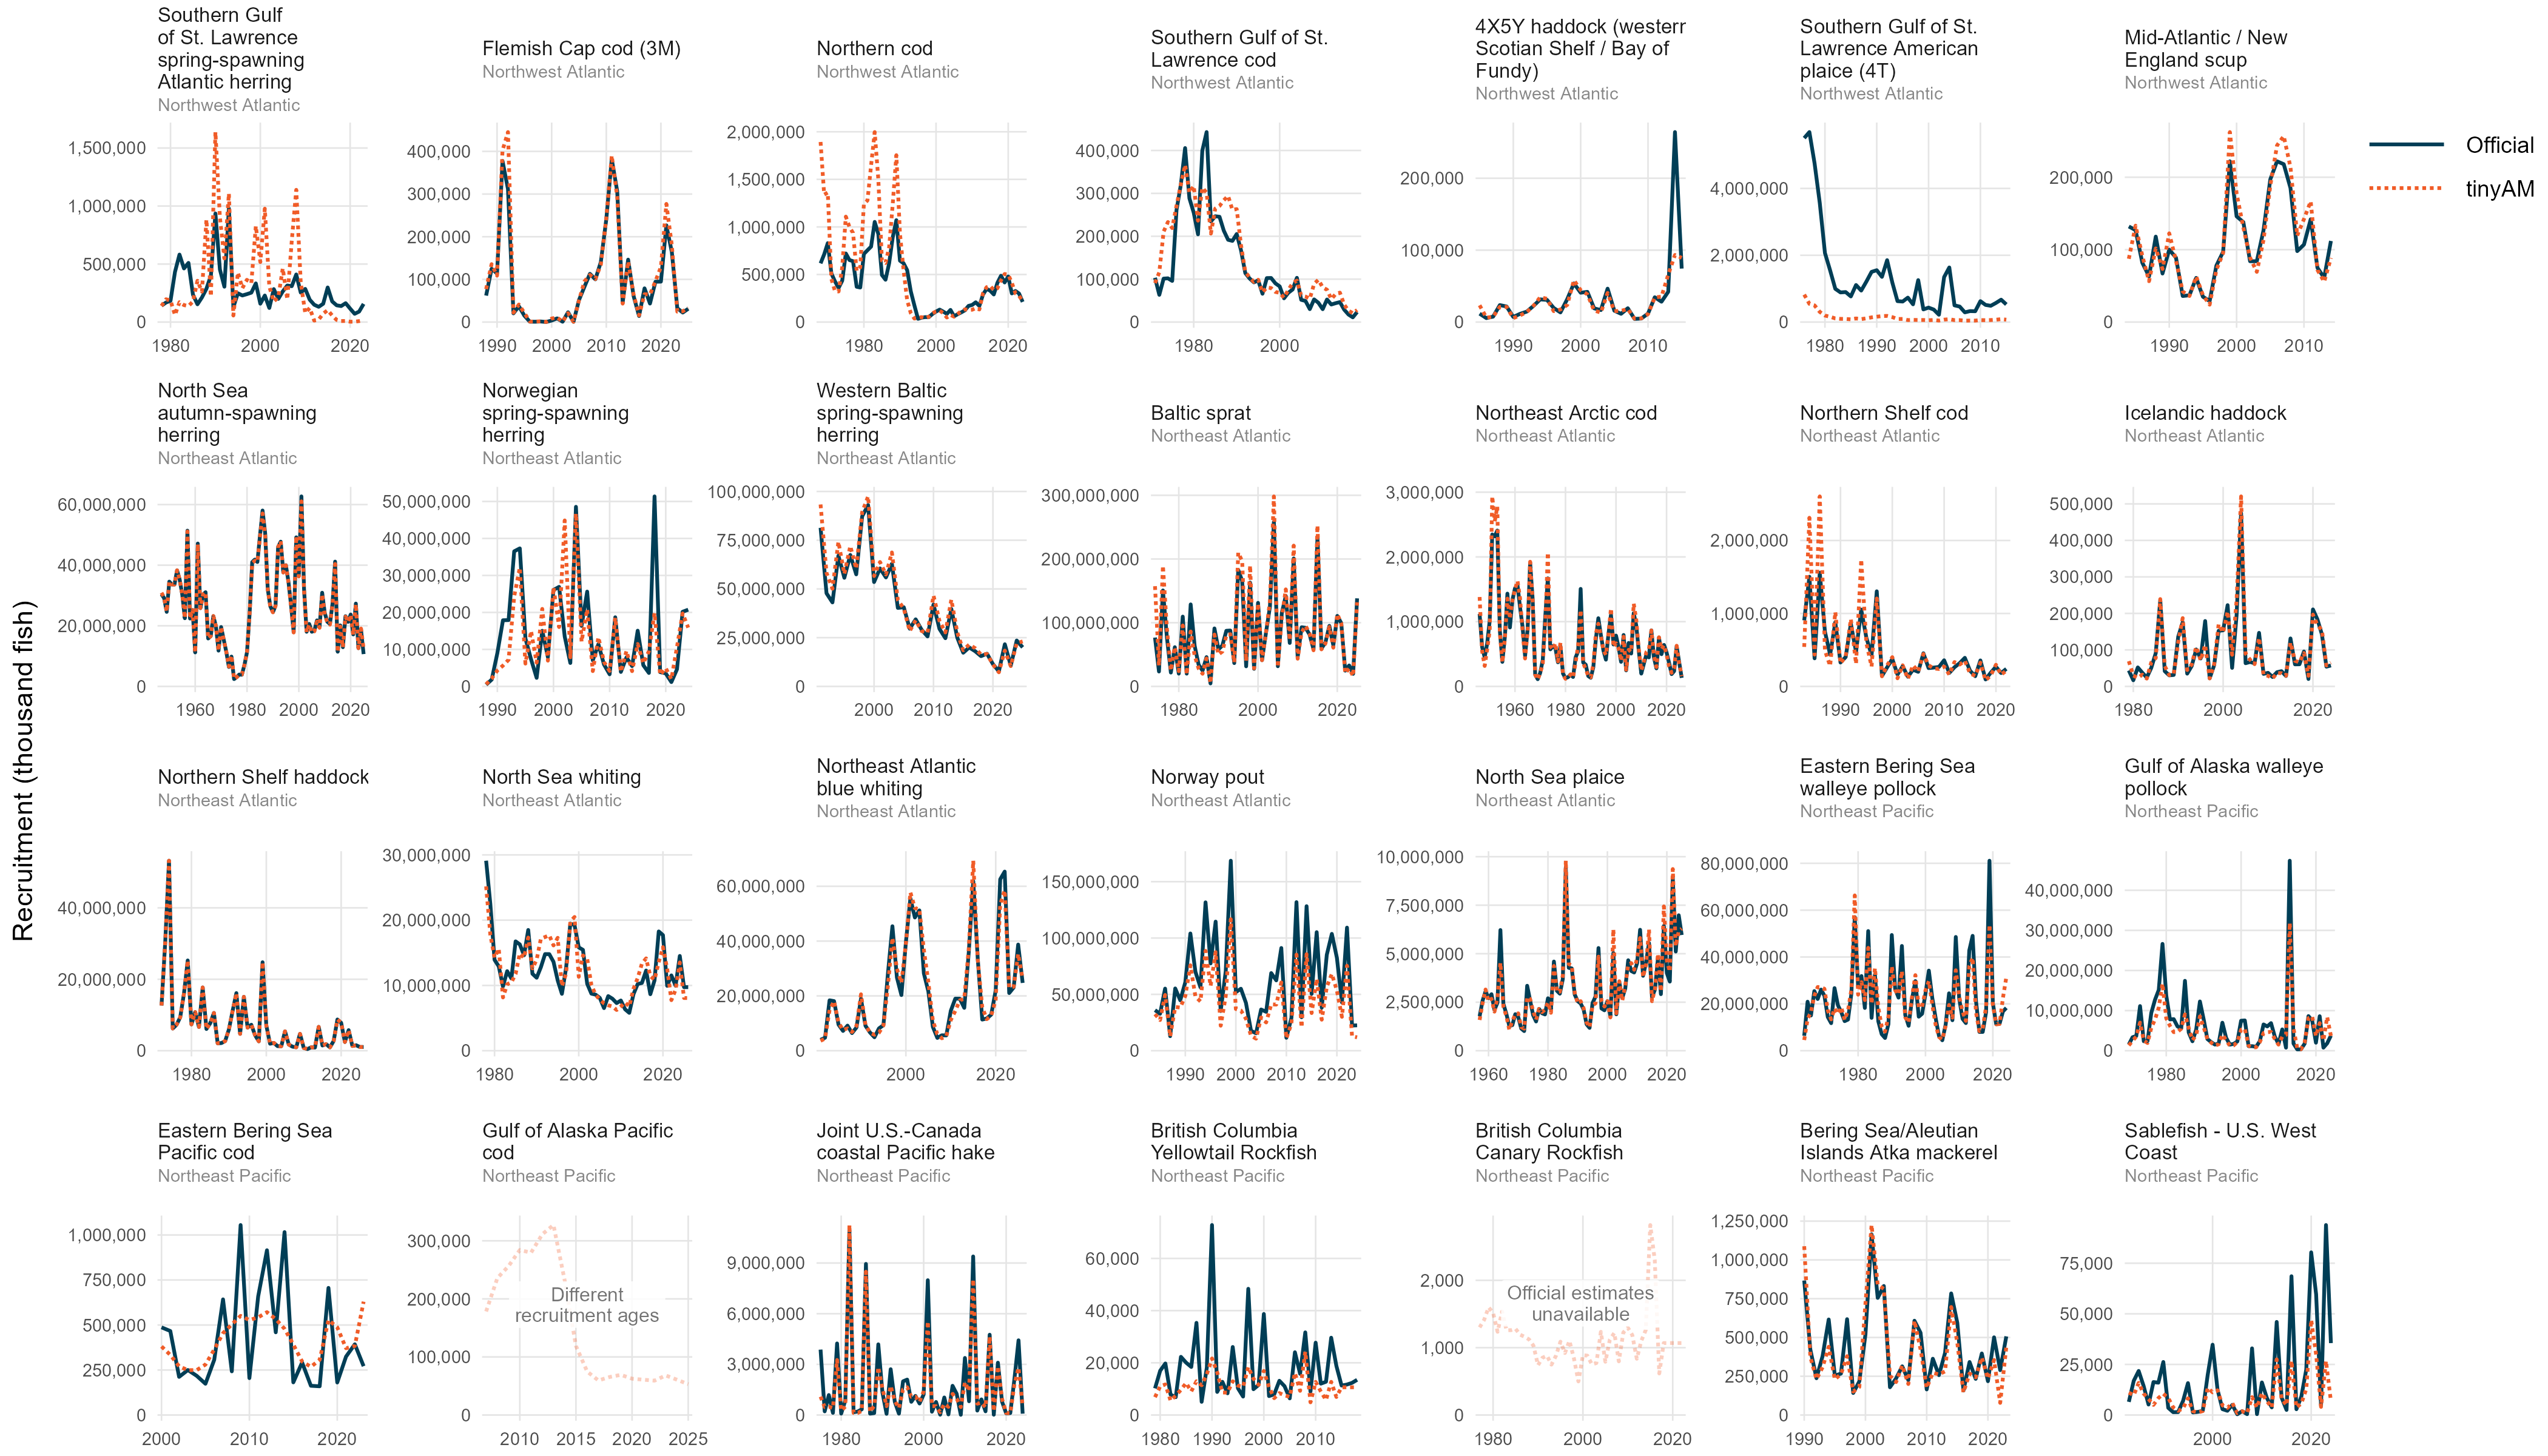 Southern Gulf
of St. Lawrence
spring-spawning
Atlantic herring
Northwest Atlantic
1,500,000
1,000,000
500,000
0
1980
2000
2020
Flemish Cap cod (3M)
Northwest Atlantic
400,000
300,000
200,000
100,000
0
1990
2000
2010
2020
Northern cod
Northwest Atlantic
2,000,000
1,500,000
1,000,000
500,000
0
1980
2000
2020
Southern Gulf of St.
Lawrence cod
Northwest Atlantic
400,000
300,000
200,000
100,000
0
1980
2000
4X5Y haddock (western
Scotian Shelf / Bay of
Fundy)
Northwest Atlantic
200,000
100,000
0
1990
2000
2010
Southern Gulf of St.
Lawrence American
plaice (4T)
Northwest Atlantic
4,000,000
2,000,000
0
1980
1990
2000
2010
Mid-Atlantic / New
England scup
Northwest Atlantic
200,000
100,000
0
1990
2000
2010
Official
tinyAM
Recruitment (thousand fish)
North Sea
autumn-spawning
herring
Northeast Atlantic
60,000,000
40,000,000
20,000,000
0
1960
1980
2000
2020
Norwegian
spring-spawning
herring
Northeast Atlantic
50,000,000
40,000,000
30,000,000
20,000,000
10,000,000
0
1990
2000
2010
2020
Western Baltic
spring-spawning
herring
Northeast Atlantic
100,000,000
75,000,000
50,000,000
25,000,000
0
2000
2010
2020
Baltic sprat
Northeast Atlantic
300,000,000
200,000,000
100,000,000
0
1980
2000
2020
Northeast Arctic cod
Northeast Atlantic
3,000,000
2,000,000
1,000,000
0
1960
1980
2000
2020
Northern Shelf cod
Northeast Atlantic
2,000,000
1,000,000
0
1990
2000
2010
2020
Icelandic haddock
Northeast Atlantic
500,000
400,000
300,000
200,000
100,000
0
1980
2000
2020
Northern Shelf haddock
Northeast Atlantic
40,000,000
20,000,000
0
1980
2000
2020
North Sea whiting
Northeast Atlantic
30,000,000
20,000,000
10,000,000
0
1980
2000
2020
Northeast Atlantic
blue whiting
Northeast Atlantic
60,000,000
40,000,000
20,000,000
0
2000
2020
Norway pout
Northeast Atlantic
150,000,000
100,000,000
50,000,000
0
1990
2000
2010
2020
North Sea plaice
Northeast Atlantic
10,000,000
7,500,000
5,000,000
2,500,000
0
1960
1980
2000
2020
Eastern Bering Sea
walleye pollock
Northeast Pacific
80,000,000
60,000,000
40,000,000
20,000,000
0
1980
2000
2020
Gulf of Alaska walleye
pollock
Northeast Pacific
40,000,000
30,000,000
20,000,000
10,000,000
0
1980
2000
2020
Eastern Bering Sea
Pacific cod
Northeast Pacific
1,000,000
750,000
500,000
250,000
0
2000
2010
2020
Gulf of Alaska Pacific
cod
Northeast Pacific
300,000
200,000
100,000
0
Different
recruitment ages
2010
2015
2020
2025
Joint U.S.-Canada
coastal Pacific hake
Northeast Pacific
9,000,000
6,000,000
3,000,000
0
1980
2000
2020
British Columbia
Yellowtail Rockfish
Northeast Pacific
60,000
40,000
20,000
0
1980
1990
2000
2010
British Columbia
Canary Rockfish
Northeast Pacific
2,000
1,000
0
Official estimates
unavailable
1980
2000
2020
Bering Sea/Aleutian
Islands Atka mackerel
Northeast Pacific
1,250,000
1,000,000
750,000
500,000
250,000
0
1990
2000
2010
2020
Sablefish - U.S. West
Coast
Northeast Pacific
75,000
50,000
25,000
0
2000
2020